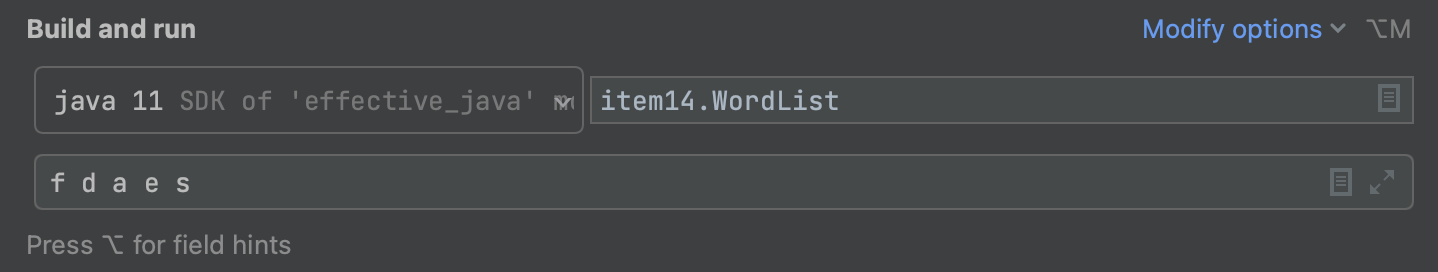 Build and run
Modify options ⌥M
java 11 SDK of 'effective_java'
item14.WordList
f d a e s
Press ⌥ for field hints